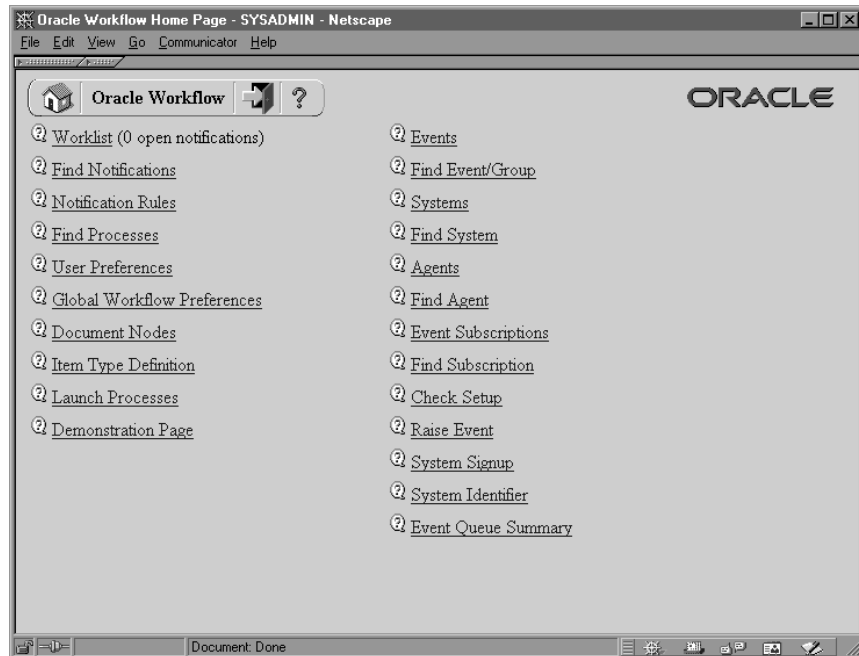 Oracle Workflow Home Page - SYSADMIN - Netscape
File Edit View Go Communicator Help
Oracle Workflow ?
ORACLE
Worklist (0 open notifications)
Find Notifications
Notification Rules
Find Processes
User Preferences
Global Workflow Preferences
Document Nodes
Item Type Definition
Launch Processes
Demonstration Page
Events
Find Event/Group
Systems
Find System
Agents
Find Agent
Event Subscriptions
Find Subscription
Check Setup
Raise Event
System Signup
System Identifier
Event Queue Summary
Document: Done